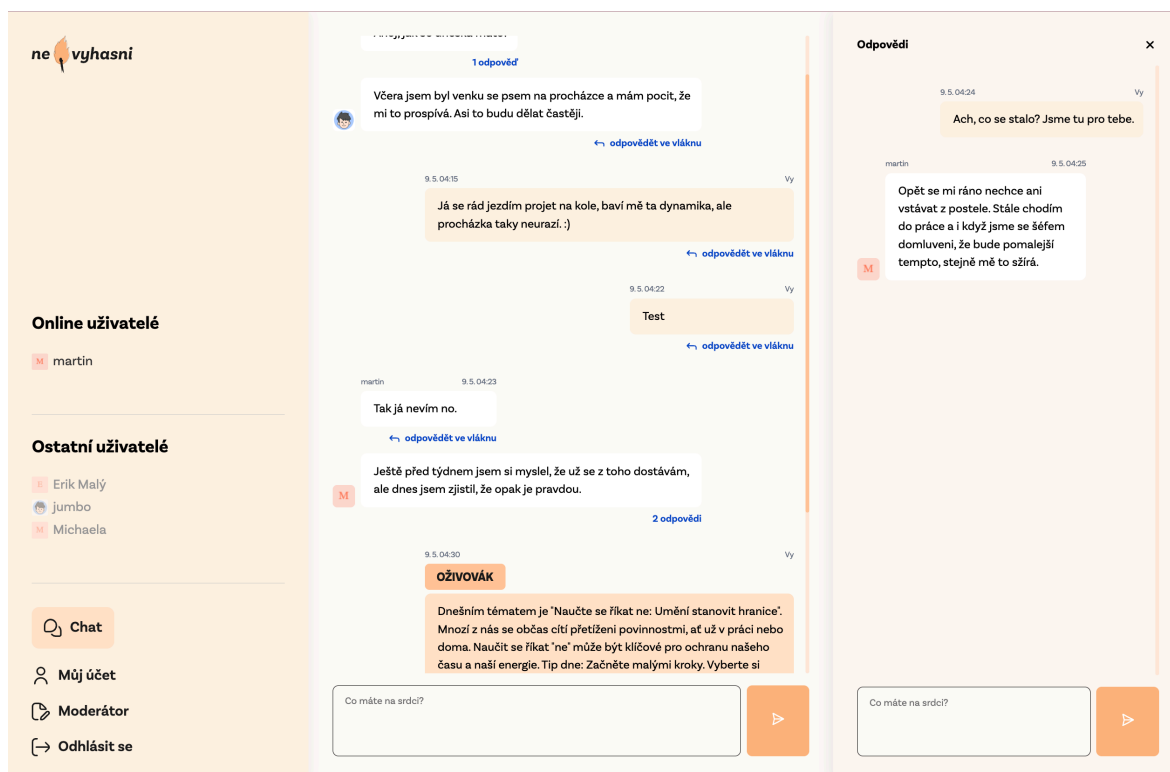 ne vyhasni
Online uživatelé
M martin
Ostatní uživatelé
E Erik Malý
jumbo
M Michaela
Chat
Můj účet
Moderátor
Odhlásit se
1 odpověď
Včera jsem byl venku se psem na procházce a mám pocit, že
mi to prospívá. Asi to budu dělat častěji.
odpovědět ve vláknu
9. 5. 04:15 Vy
Já se rád jezdím projet na kole, baví mě ta dynamika, ale
procházka taky neurazí. :)
odpovědět ve vláknu
9. 5. 04:22 Vy
Test
odpovědět ve vláknu
martin 9. 5. 04:23
Tak já nevím no.
odpovědět ve vláknu
Ještě před týdnem jsem si myslel, že už se z toho dostávám,
ale dnes jsem zjistil, že opak je pravdou.
M
2 odpovědi
9. 5. 04:30 Vy
OŽIVOVÁK
Dnešním tématem je "Naučte se říkat ne: Umění stanovit hranice".
Mnozí z nás se občas cítí přetíženi povinnostmi, ať už v práci nebo
doma. Naučit se říkat "ne" může být klíčové pro ochranu našeho
času a naší energie. Tip dne: Začněte malými kroky. Vyberte si
Co máte na srdci?
Odpovědi
9. 5. 04:24 Vy
Ach, co se stalo? Jsme tu pro tebe.
martin 9. 5. 04:25
Opět se mi ráno nechce ani
vstávat z postele. Stále chodím
do práce a i když jsme se šéfem
domluveni, že bude pomalejší
tempto, stejně mě to sžírá.
M
Co máte na srdci?